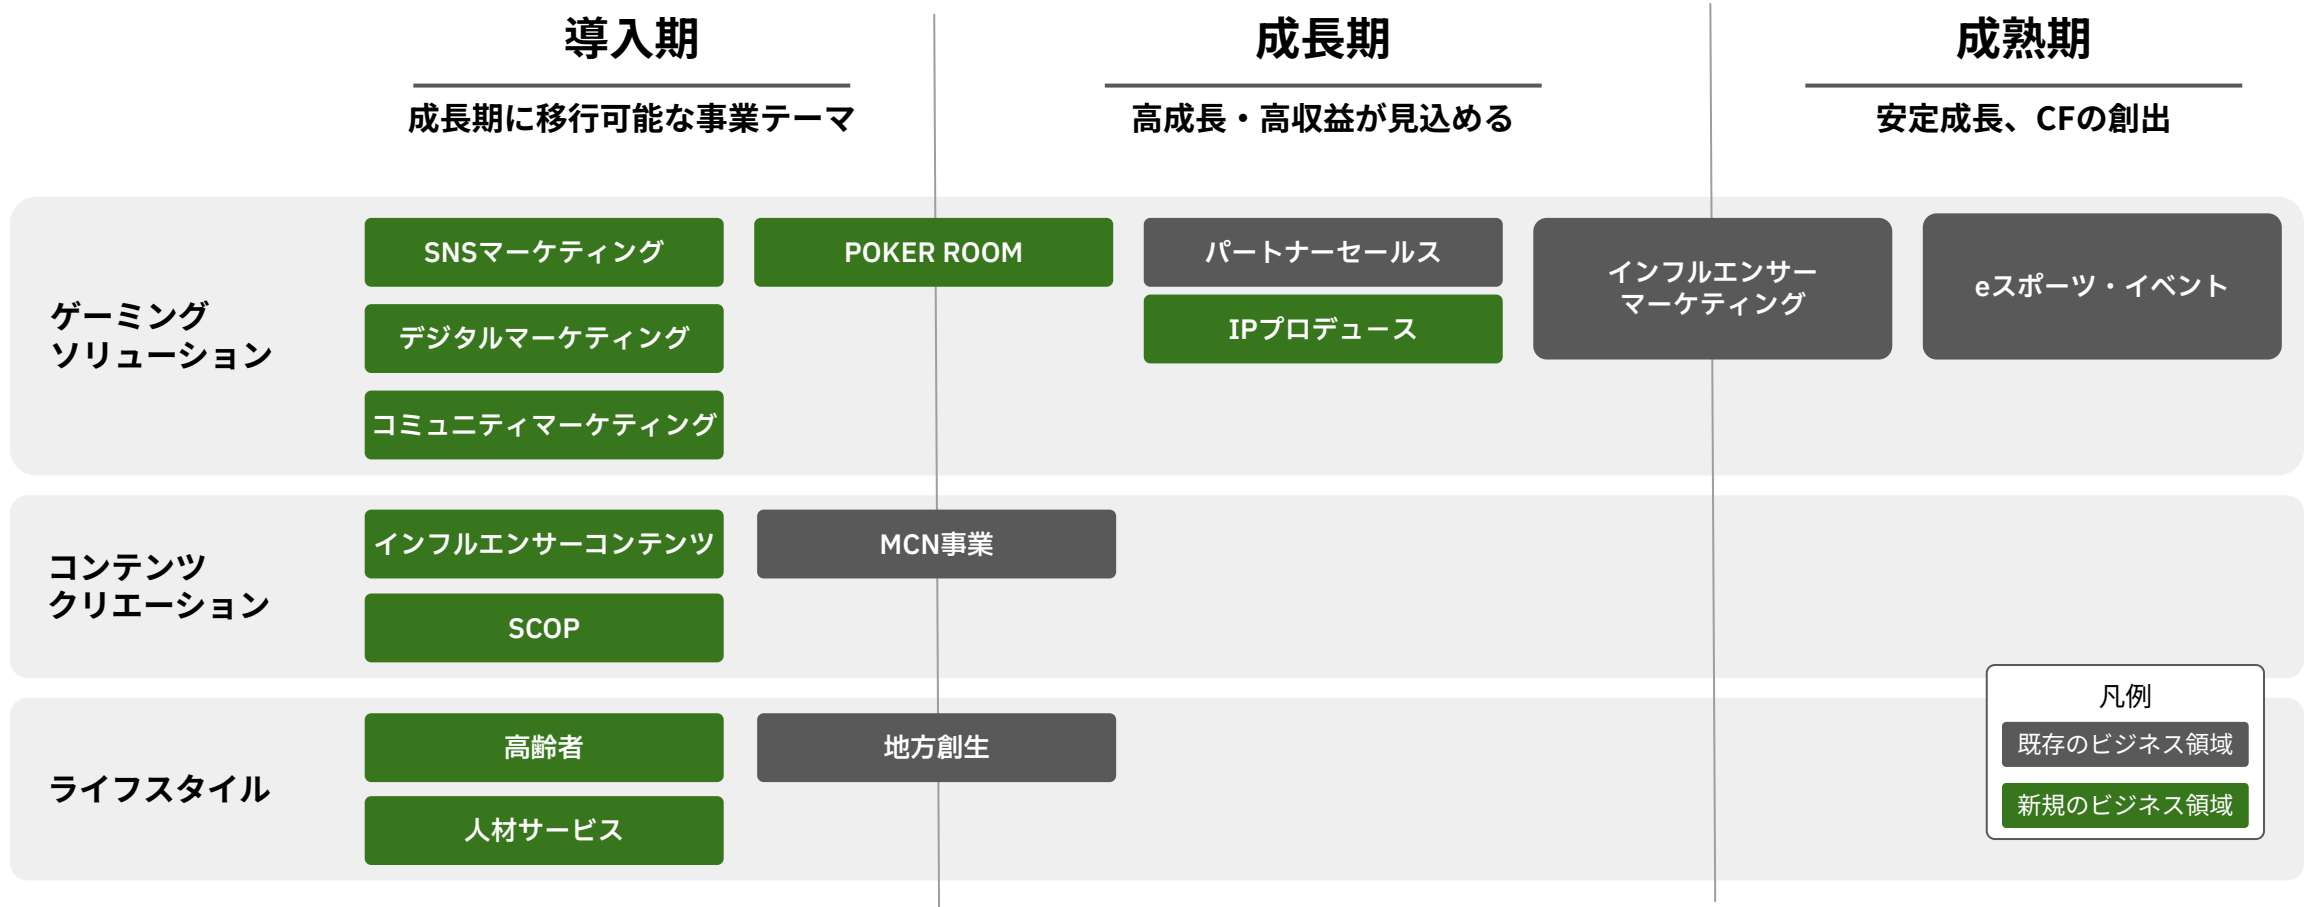 導入期
成長期に移行可能な事業テーマ
成長期
高成長・高収益が見込める
成熟期
安定成長、CFの創出
ゲーミング
ソリューション
SNSマーケティング
デジタルマーケティング
コミュニティマーケティング
POKER ROOM
パートナーセールス
IPプロデュース
インフルエンサー
マーケティング
eスポーツ・イベント
コンテンツ
クリエーション
インフルエンサーコンテンツ
SCOP
MCN事業
ライフスタイル
高齢者
人材サービス
地方創生
凡例
既存のビジネス領域
新規のビジネス領域